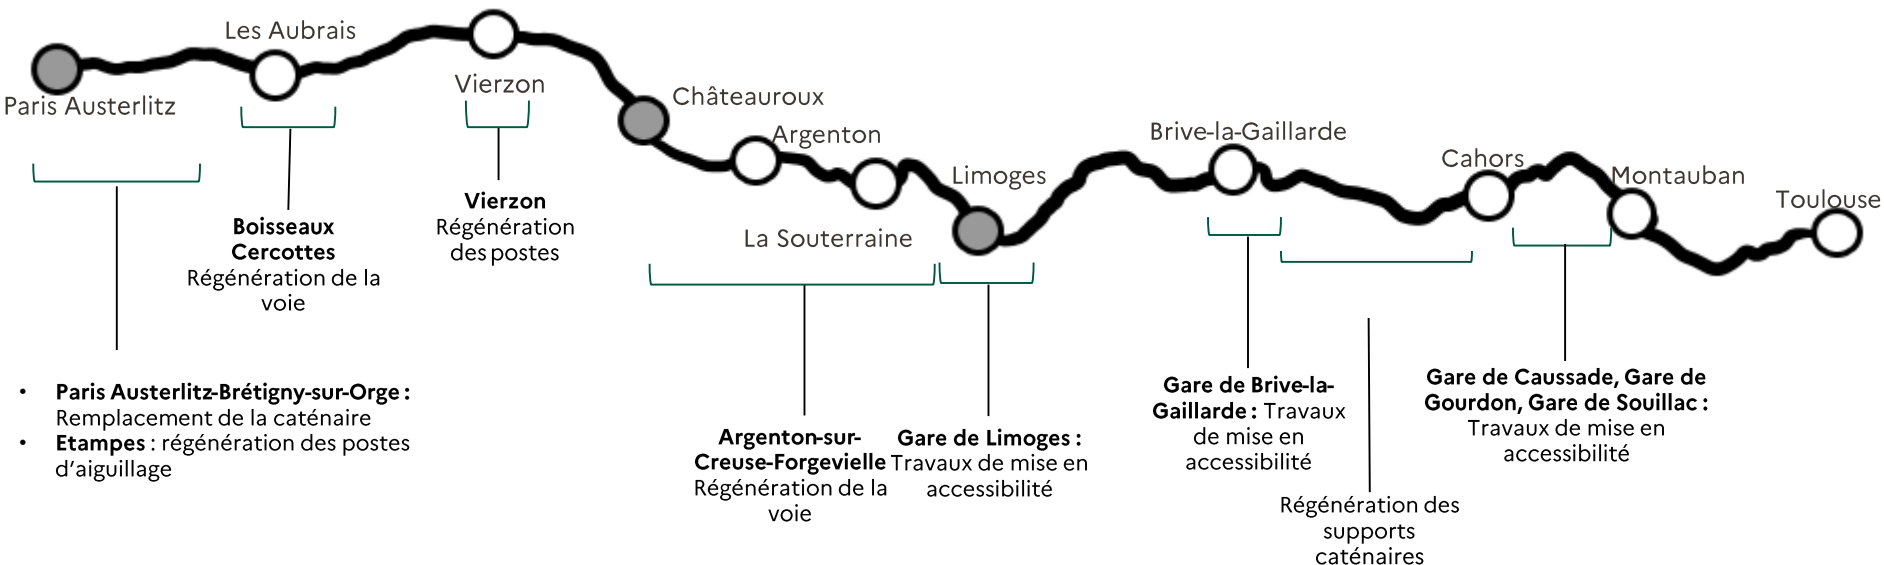 Les Aubrais
Vierzon
Paris Austerlitz
Châteauroux
Argenton
La Souterraine
Limoges
Brive-la-Gaillarde
Cahors
Montauban
Toulouse
• Paris Austerlitz-Brétigny-sur-Orge :
Remplacement de la caténaire
• Etampes : régénération des postes
d’aiguillage
Boisseaux
Cercottes
Régénération de la
voie
Vierzon
Régénération
des postes
Argenton-sur-
Creuse-Forgevielle
Régénération de la
voie
Gare de Limoges :
Travaux de mise en
accessibilité
Gare de Brive-la-
Gaillarde : Travaux
de mise en
accessibilité
Régénération des
supports
caténaires
Gare de Caussade, Gare de
Gourdon, Gare de Souillac :
Travaux de mise en
accessibilité